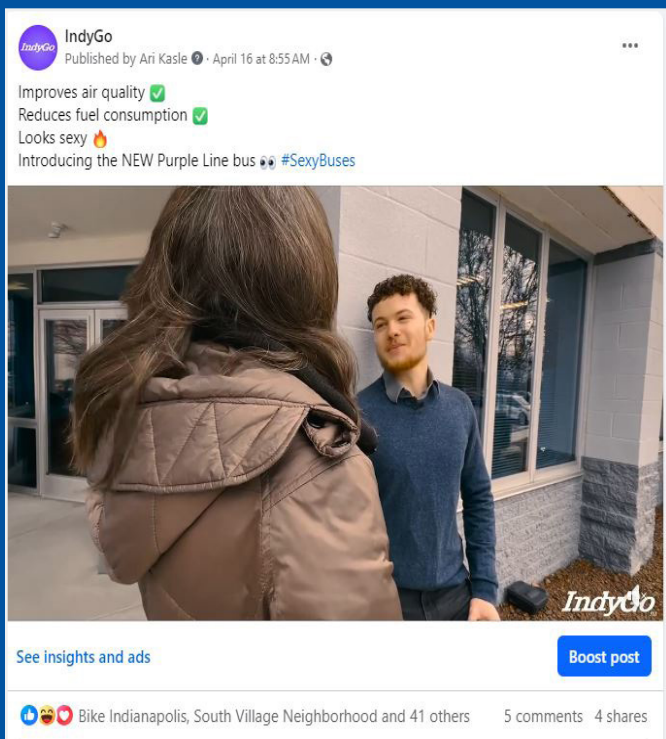 IndyGo
IndyGo
Published by Ari Kasle · April 16 at 8:55 AM ·
Improves air quality ✅
Reduces fuel consumption ✅
Looks sexy 🔥
Introducing the NEW Purple Line bus 👀 #SexyBuses
IndyGo
See insights and ads
Boost post
Bike Indianapolis, South Village Neighborhood and 41 others 5 comments 4 shares